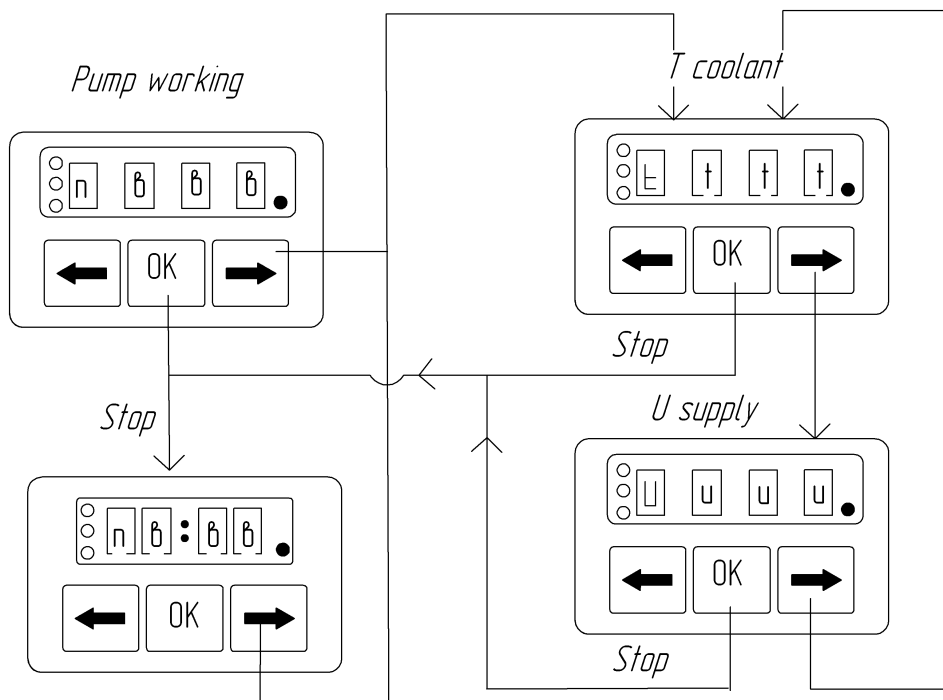 Pump working
T coolant
п в в в
t t t t
OK
OK
Stop
Stop
U supply
п в : в в
U u u u
OK
OK
Stop